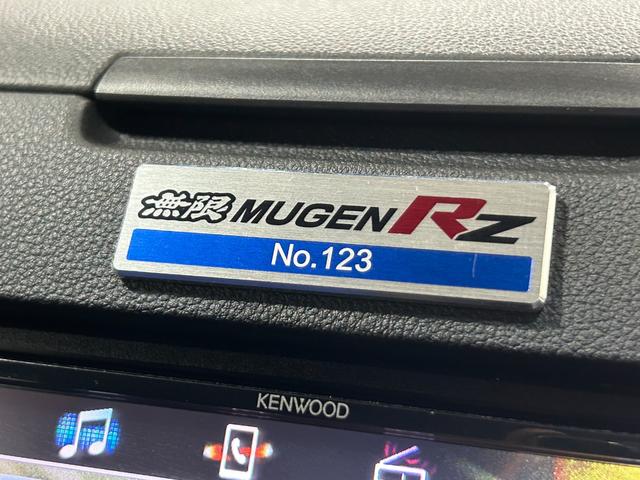 無限 MUGEN RZ
No.123
KENWOOD